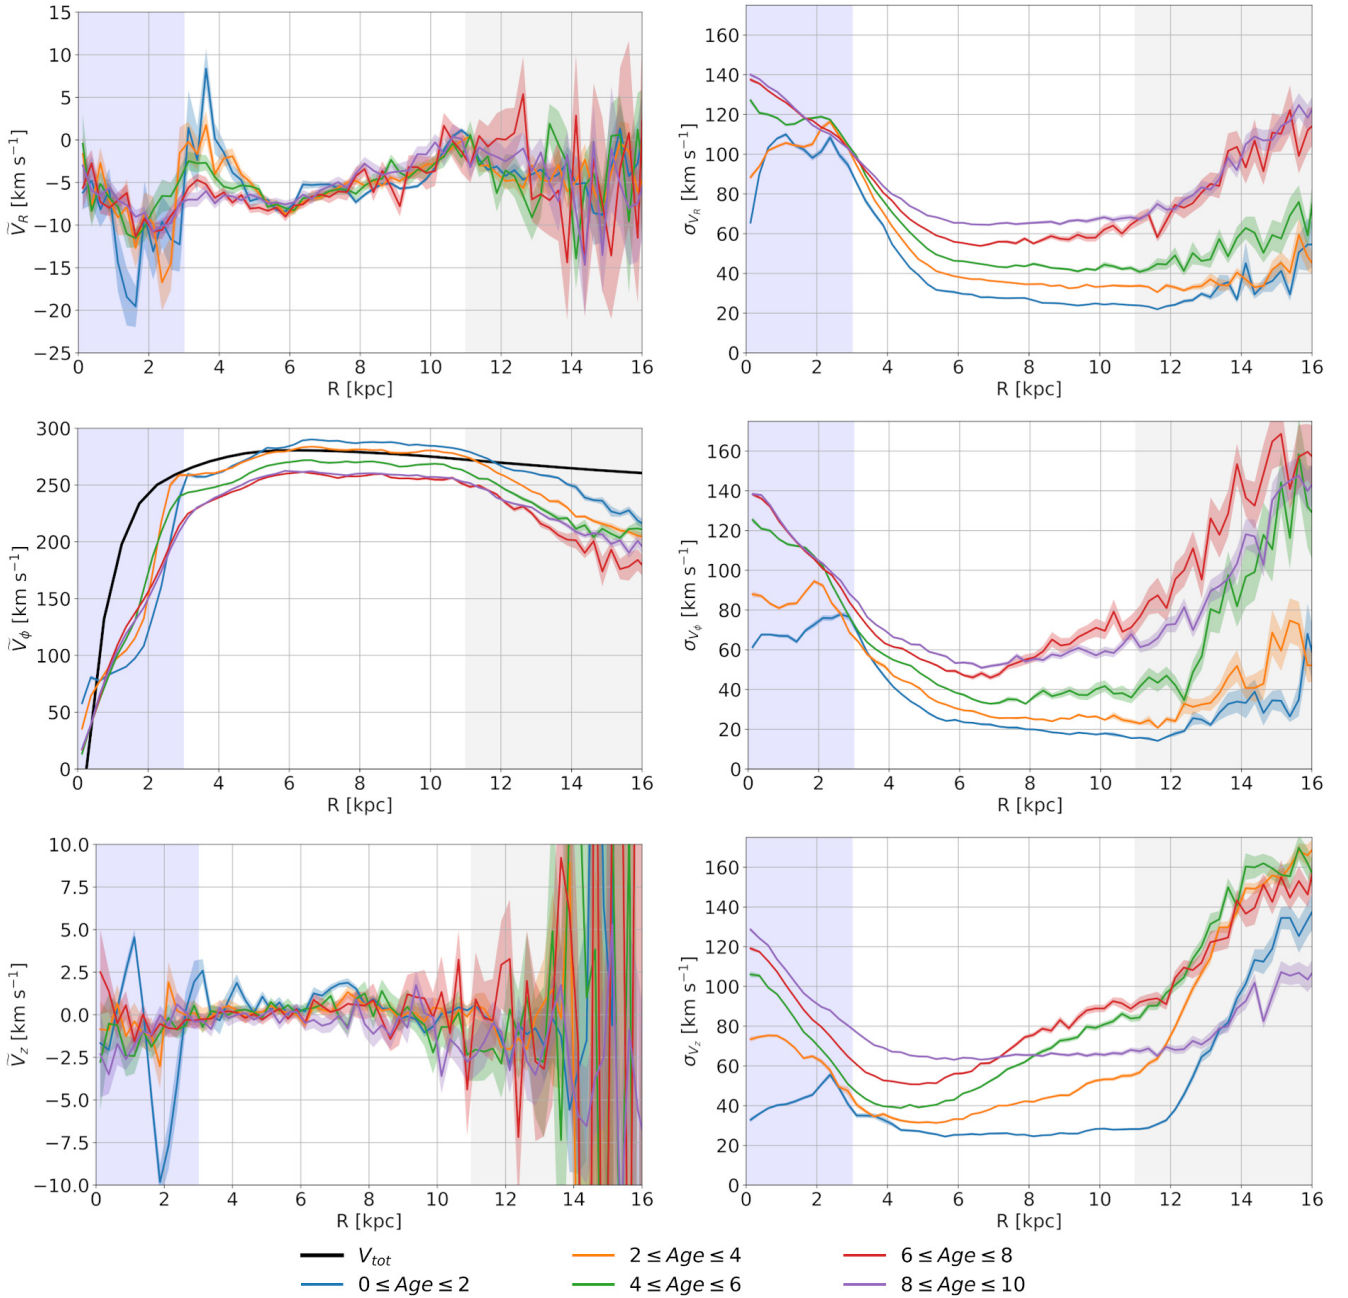 15
10
5
0
−5
−10
−15
−20
−25
Ṽ_R [km s⁻¹]
0 2 4 6 8 10 12 14 16
R [kpc]
160
140
120
100
80
60
40
20
0
σ_{V_R} [km s⁻¹]
0 2 4 6 8 10 12 14 16
R [kpc]
300
250
200
150
100
50
0
Ṽ_ϕ [km s⁻¹]
0 2 4 6 8 10 12 14 16
R [kpc]
160
140
120
100
80
60
40
20
0
σ_{V_ϕ} [km s⁻¹]
0 2 4 6 8 10 12 14 16
R [kpc]
10.0
7.5
5.0
2.5
0.0
−2.5
−5.0
−7.5
−10.0
Ṽ_Z [km s⁻¹]
0 2 4 6 8 10 12 14 16
R [kpc]
160
140
120
100
80
60
40
20
0
σ_{V_z} [km s⁻¹]
0 2 4 6 8 10 12 14 16
R [kpc]
V_{tot} 2 ≤ Age ≤ 4 6 ≤ Age ≤ 8
0 ≤ Age ≤ 2 4 ≤ Age ≤ 6 8 ≤ Age ≤ 10